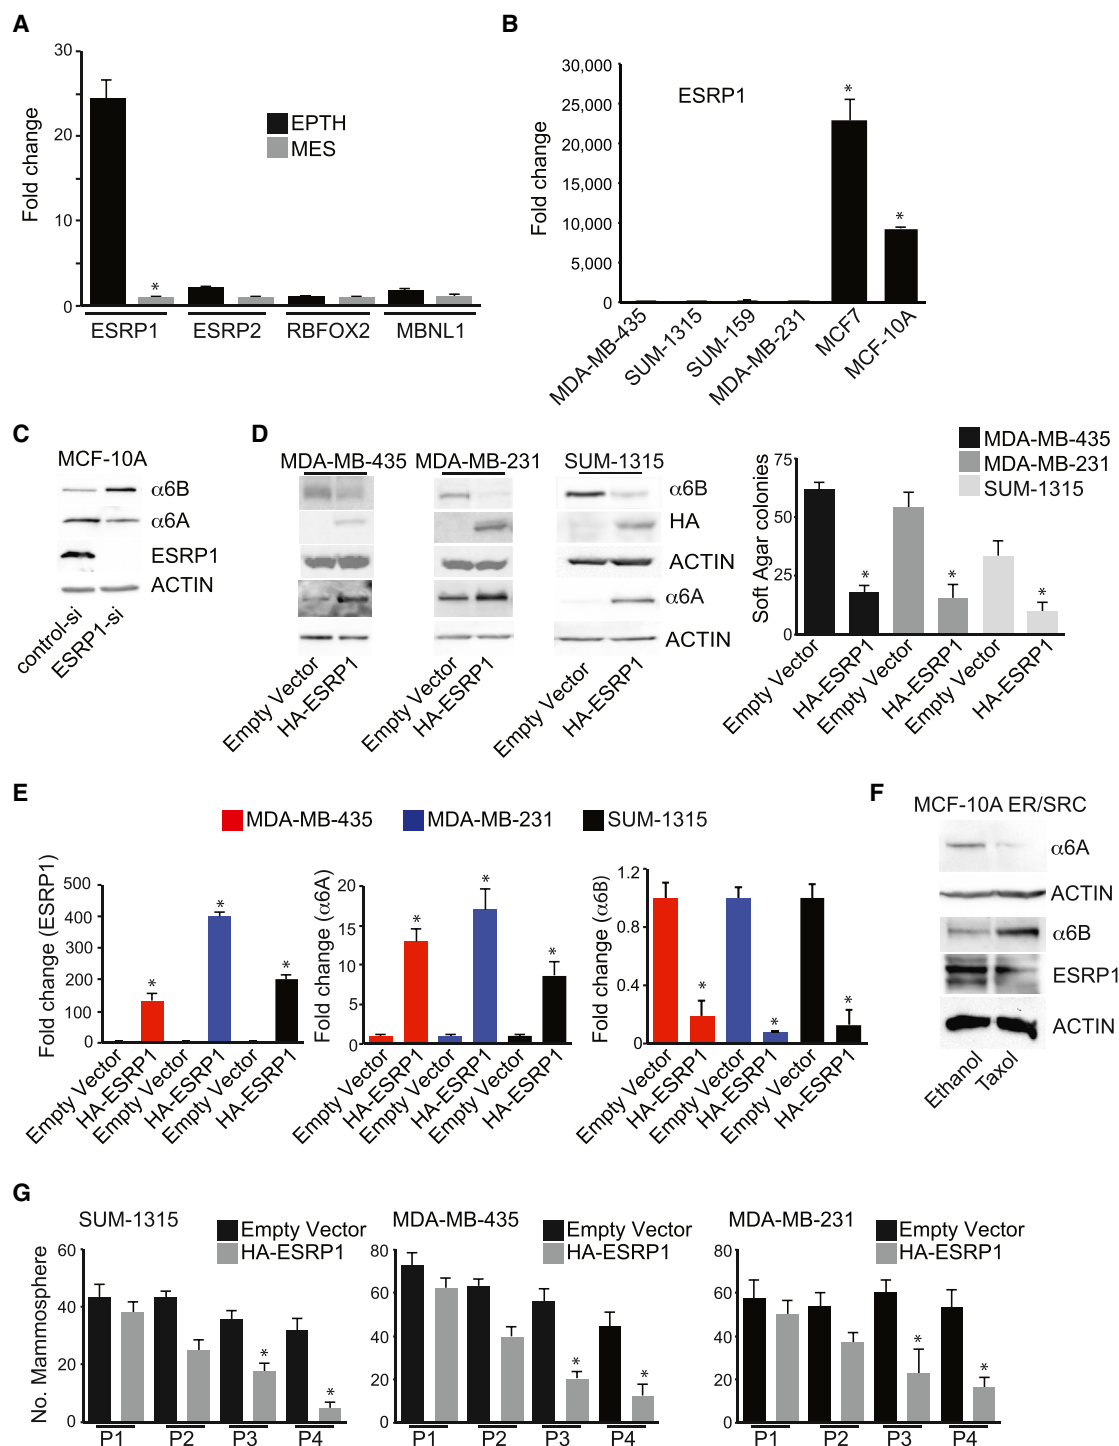 A
Fold change
30
20
10
0
EPTH
MES
*
ESRP1
ESRP2
RBFOX2
MBNL1
B
Fold change
30,000
25,000
20,000
15,000
10,000
5,000
0
ESRP1
*
*
MDA-MB-435
SUM-1315
SUM-159
MDA-MB-231
MCF7
MCF-10A
C
MCF-10A
α6B
α6A
ESRP1
ACTIN
control-si
ESRP1-si
D
MDA-MB-435
MDA-MB-231
SUM-1315
α6B
HA
ACTIN
α6A
ACTIN
Empty Vector
HA-ESRP1
Empty Vector
HA-ESRP1
Empty Vector
HA-ESRP1
MDA-MB-435
MDA-MB-231
SUM-1315
Soft Agar colonies
75
50
25
0
*
*
*
Empty Vector
HA-ESRP1
Empty Vector
HA-ESRP1
Empty Vector
HA-ESRP1
E
MDA-MB-435
MDA-MB-231
SUM-1315
Fold change (ESRP1)
500
400
300
200
100
0
*
*
*
Empty Vector
HA-ESRP1
Empty Vector
HA-ESRP1
Empty Vector
HA-ESRP1
Fold change (α6A)
20
15
10
5
0
*
*
*
Empty Vector
HA-ESRP1
Empty Vector
HA-ESRP1
Empty Vector
HA-ESRP1
Fold change (α6B)
1.2
0.8
0.4
0
*
*
*
Empty Vector
HA-ESRP1
Empty Vector
HA-ESRP1
Empty Vector
HA-ESRP1
F
MCF-10A ER/SRC
α6A
ACTIN
α6B
ESRP1
ACTIN
Ethanol
Taxol
G
SUM-1315
Empty Vector
HA-ESRP1
No. Mammosphere
60
40
20
0
*
*
P1
P2
P3
P4
MDA-MB-435
Empty Vector
HA-ESRP1
80
60
40
20
0
*
*
P1
P2
P3
P4
MDA-MB-231
Empty Vector
HA-ESRP1
80
60
40
20
0
*
*
P1
P2
P3
P4